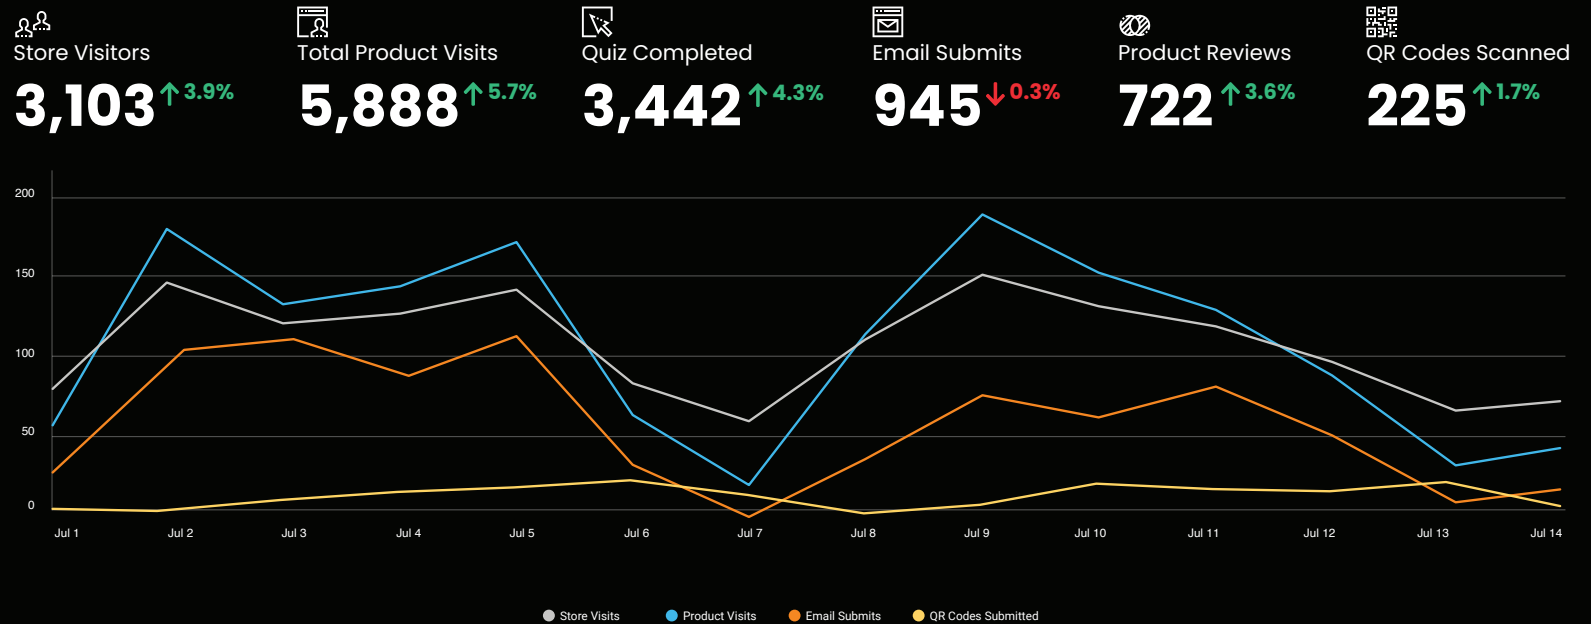 Store Visitors
3,103 ↑ 3.9%
Total Product Visits
5,888 ↑ 5.7%
Quiz Completed
3,442 ↑ 4.3%
Email Submits
945 ↓ 0.3%
Product Reviews
722 ↑ 3.6%
QR Codes Scanned
225 ↑ 1.7%
200
150
100
50
0
Jul 1 Jul 2 Jul 3 Jul 4 Jul 5 Jul 6 Jul 7 Jul 8 Jul 9 Jul 10 Jul 11 Jul 12 Jul 13 Jul 14
Store Visits Product Visits Email Submits QR Codes Submitted